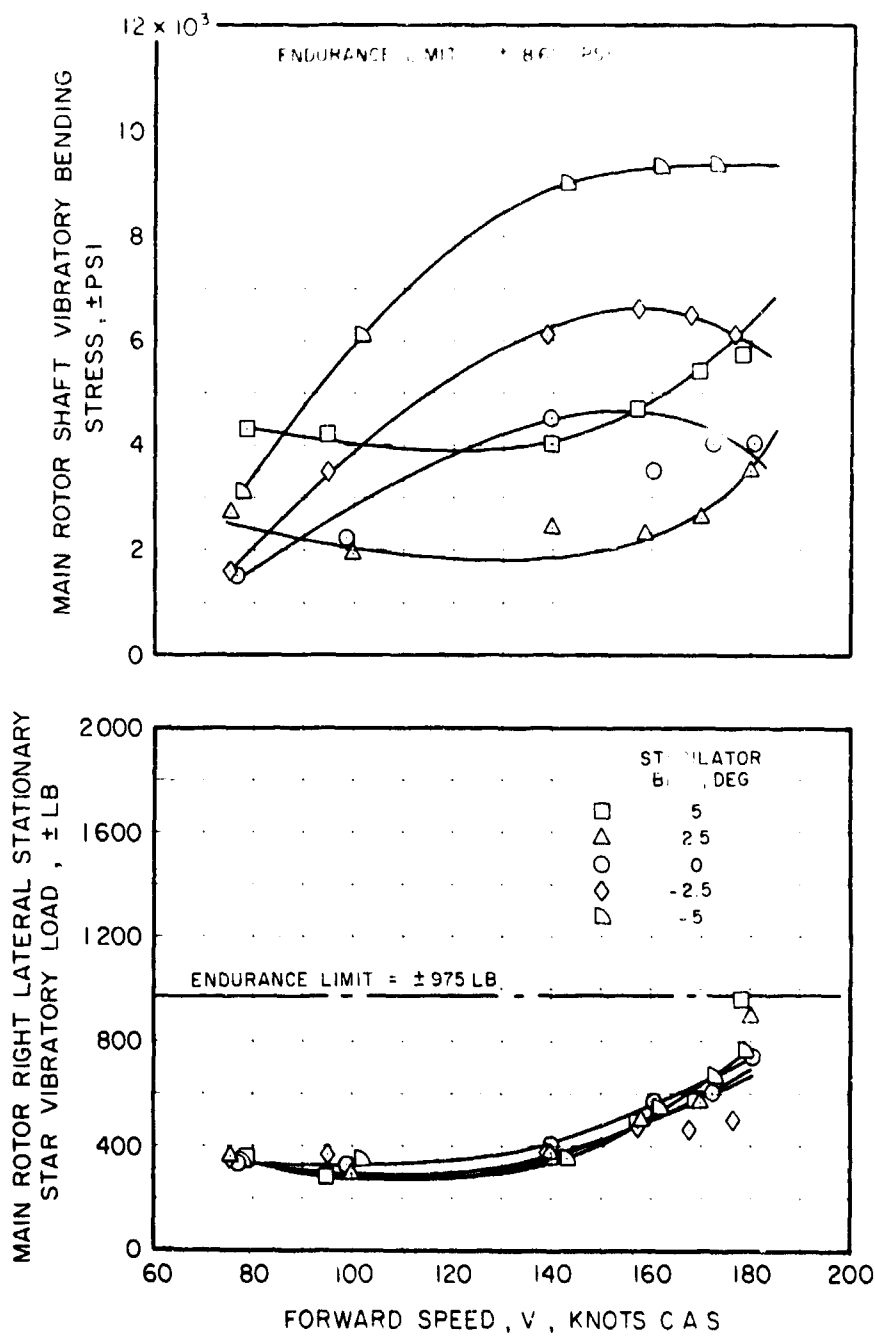 12 × 10³
ENDURANCE
10
8
6
4
2
0
MAIN ROTOR SHAFT VIBRATORY BENDING
STRESS, ±PSI
2000
1600
1200
800
400
0
MAIN ROTOR RIGHT LATERAL STATIONARY
STAR VIBRATORY LOAD, ±LB
, DEG
5
2.5
0
-2.5
-5
ENDURANCE LIMIT = ±975 LB
60 80 100 120 140 160 180 200
FORWARD SPEED, V, KNOTS CAS